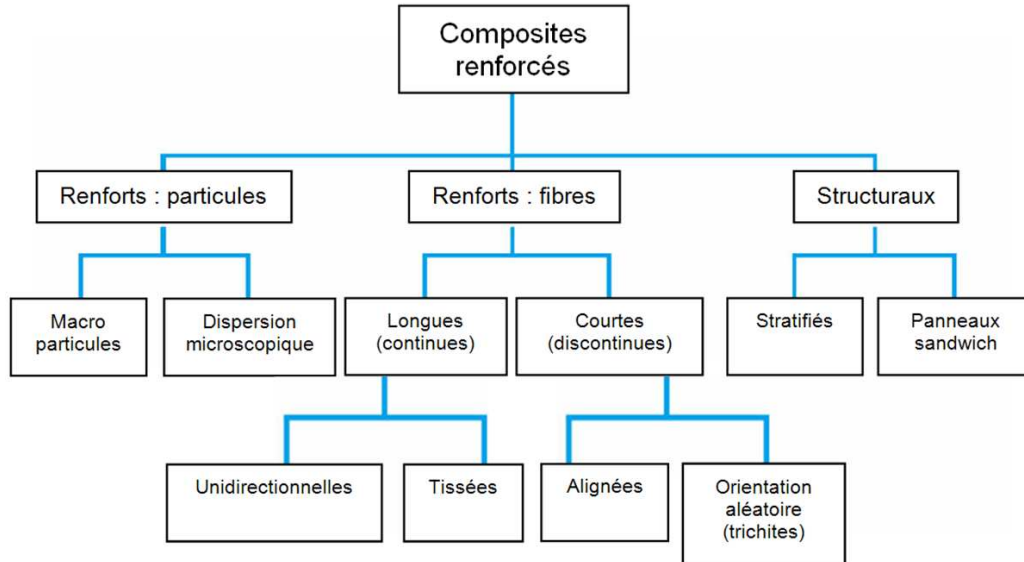 Composites
renforcés
Renforts : particules
Renforts : fibres
Structuraux
Macro
particules
Dispersion
microscopique
Longues
(continues)
Courtes
(discontinues)
Stratifiés
Panneaux
sandwich
Unidirectionnelles
Tissées
Alignées
Orientation
aléatoire
(trichites)